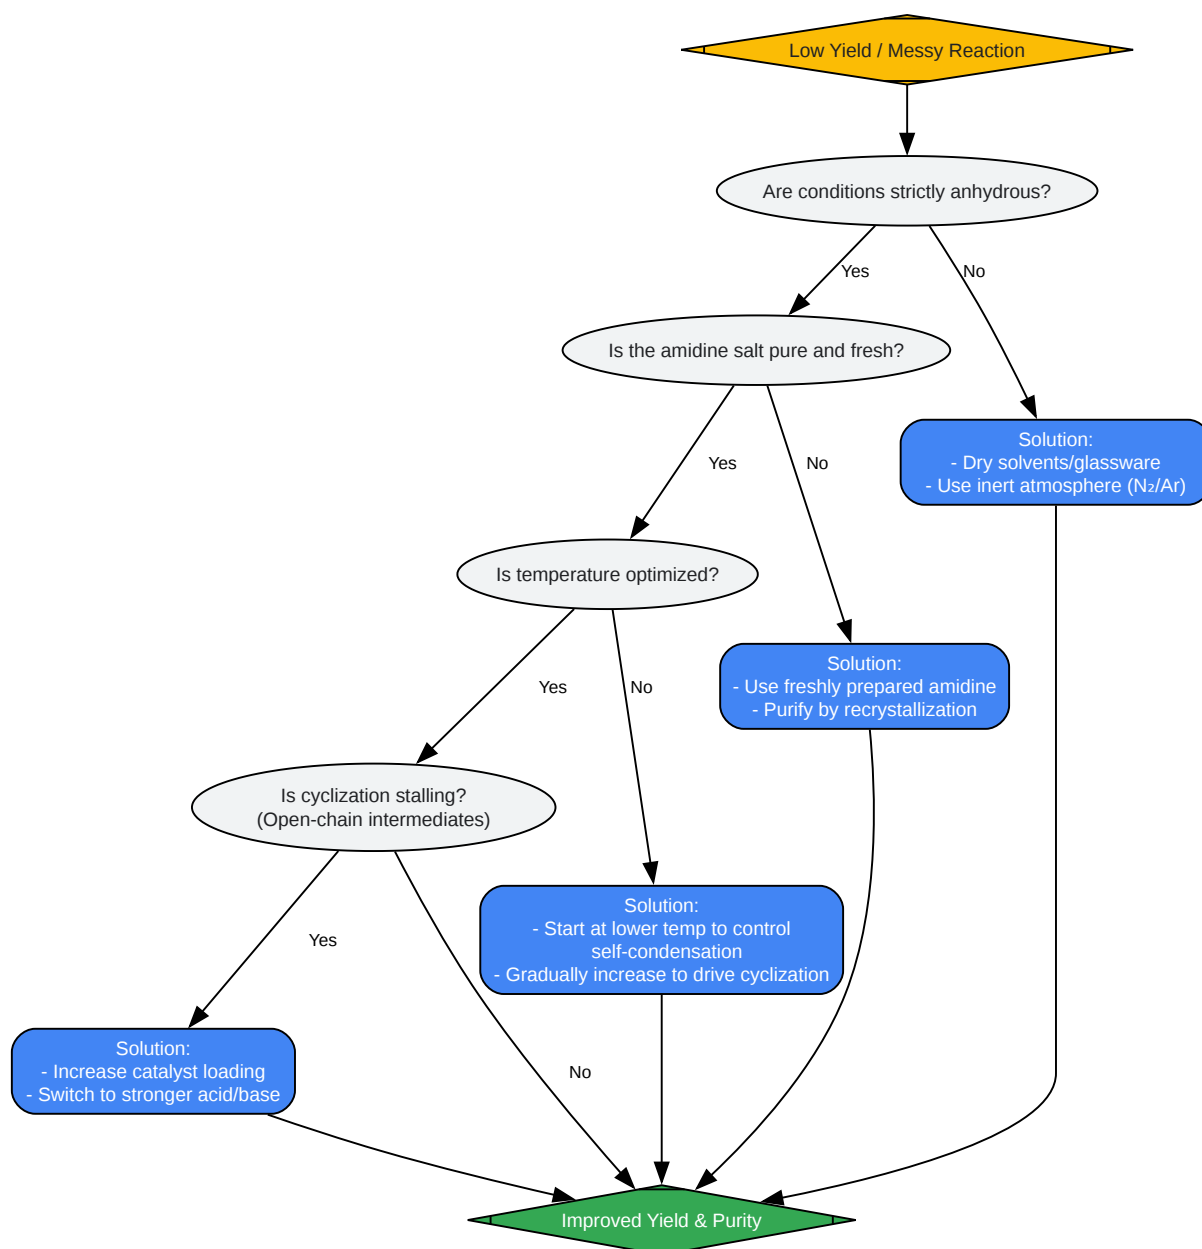 Low Yield / Messy Reaction
Are conditions strictly anhydrous?
Yes
No
Is the amidine salt pure and fresh?
Yes
No
Solution:
- Dry solvents/glassware
- Use inert atmosphere (N₂/Ar)
Is temperature optimized?
Yes
No
Solution:
- Use freshly prepared amidine
- Purify by recrystallization
Is cyclization stalling?
(Open-chain intermediates)
Yes
No
Solution:
- Start at lower temp to control
self-condensation
- Gradually increase to drive cyclization
Solution:
- Increase catalyst loading
- Switch to stronger acid/base
Improved Yield & Purity